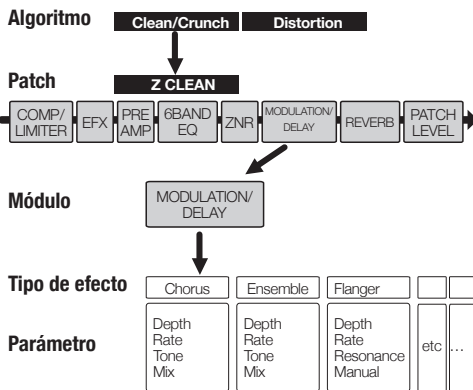 Algoritmo
Clean/Crunch
Distortion
Patch
Z CLEAN
COMP/
LIMITER
EFX
PRE
AMP
6BAND
EQ
ZNR
MODULATION/
DELAY
REVERB
PATCH
LEVEL
Módulo
MODULATION/
DELAY
Tipo de efecto
Chorus
Ensemble
Flanger
Parámetro
Depth
Rate
Tone
Mix
Depth
Rate
Tone
Mix
Depth
Rate
Resonance
Manual
etc
...